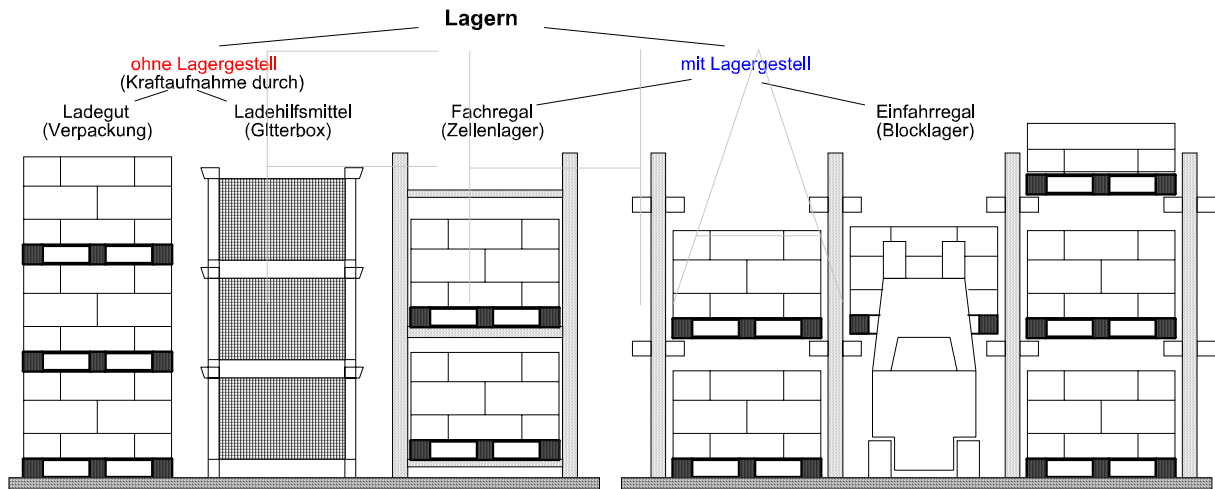 Lagern
ohne Lagergestell
(Kraftaufnahme durch)
mit Lagergestell
Ladegut
(Verpackung)
Ladehilfsmittel
(Gitterbox)
Fachregal
(Zellenlager)
Einfahrregal
(Blocklager)